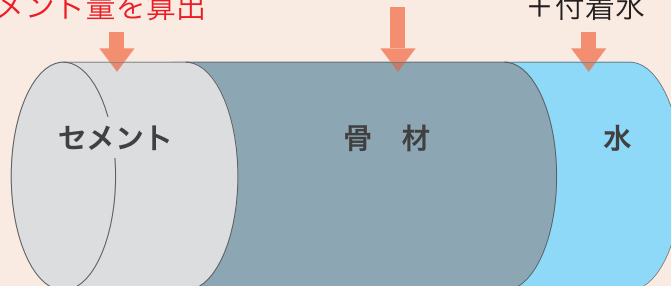 メント量を算出
＋付着水
セメント
骨　材
水